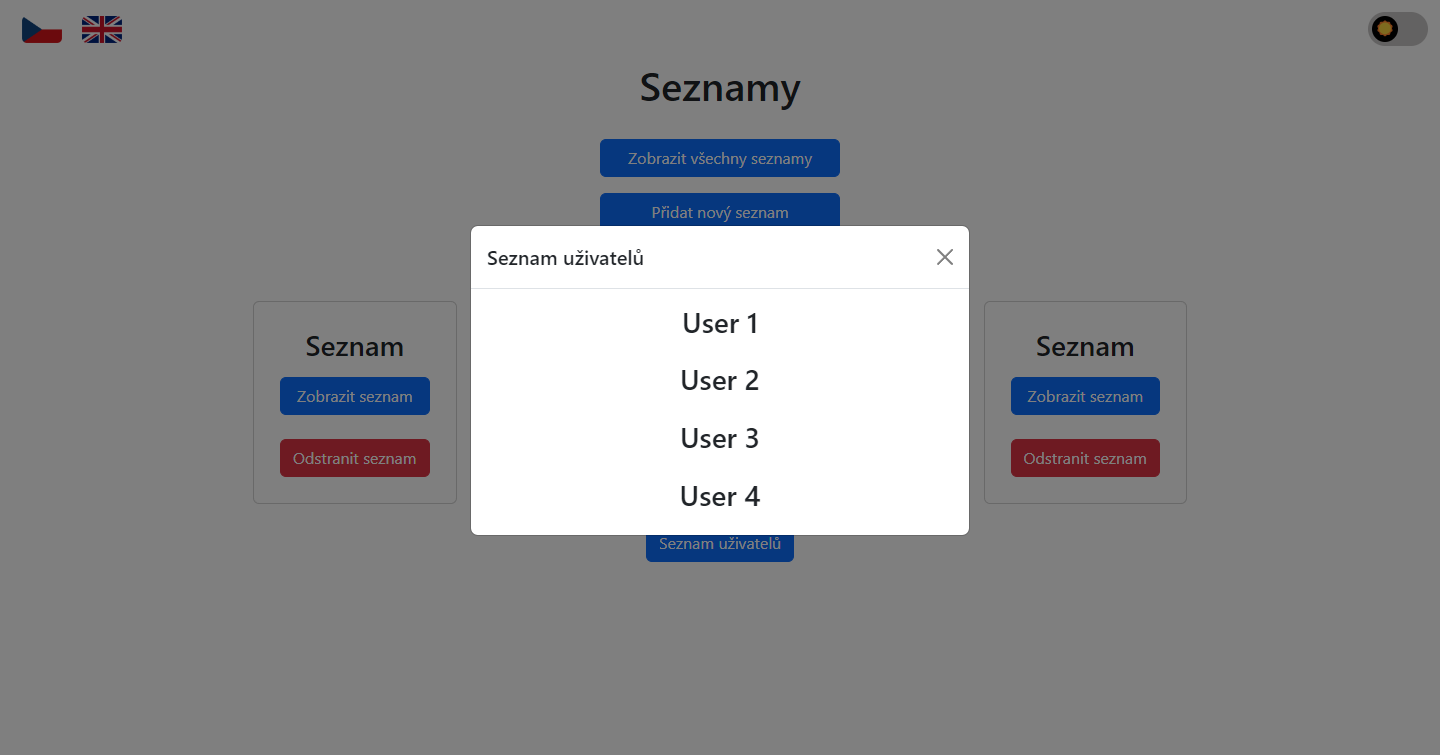 Seznamy
Zobrazit všechny seznamy
Přidat nový seznam
Seznam uživatelů
User 1
User 2
User 3
User 4
Seznam
Zobrazit seznam
Odstranit seznam
Seznam
Zobrazit seznam
Odstranit seznam
Seznam uživatelů